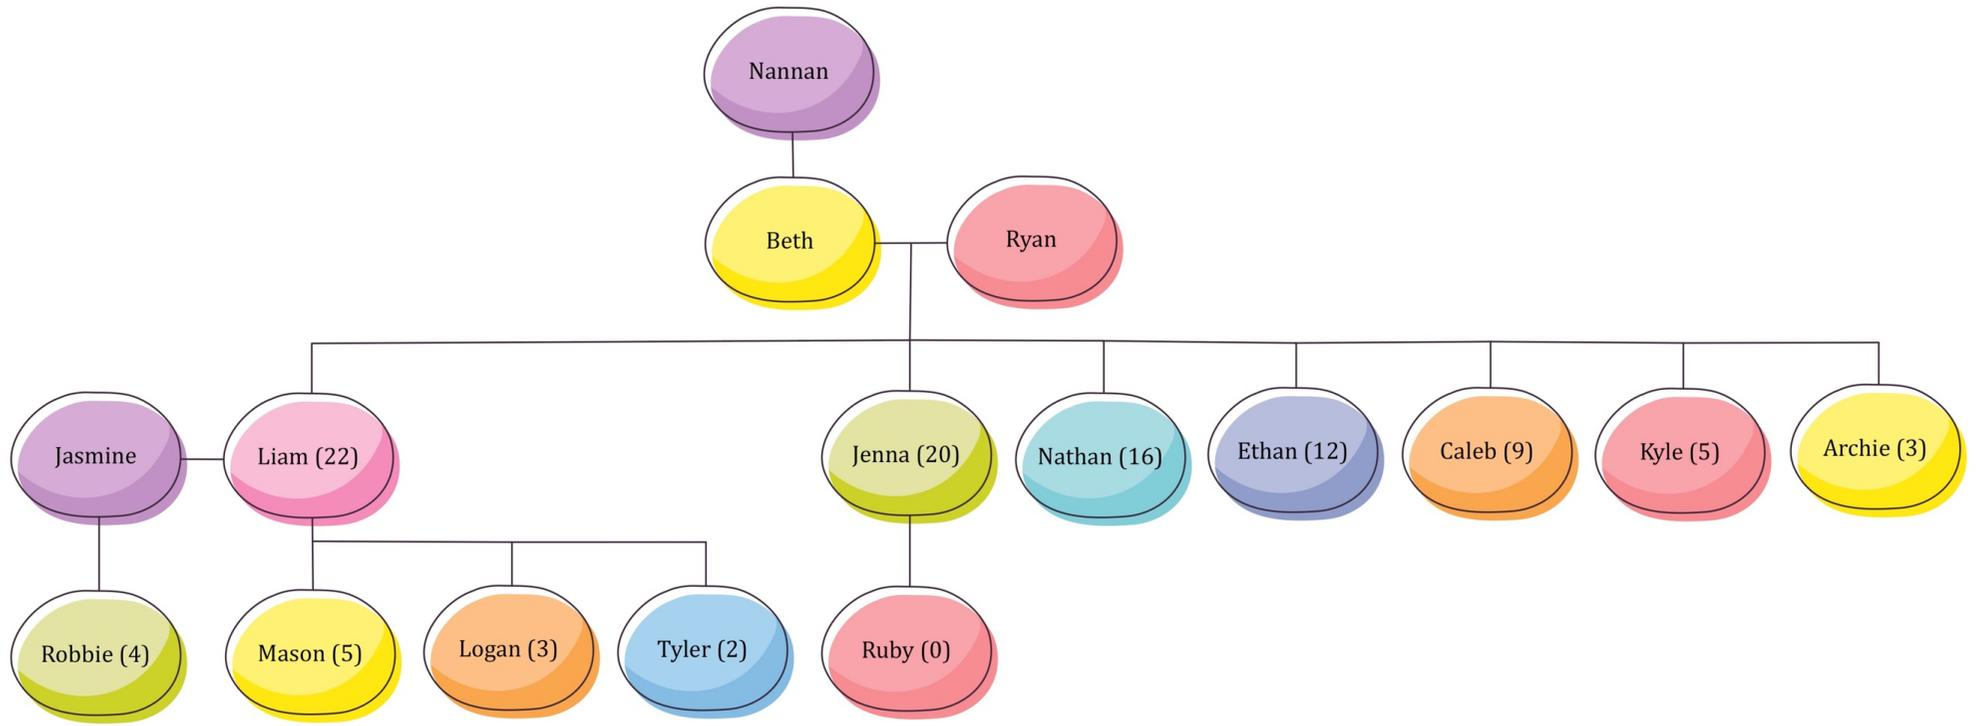 Nannan
Beth
Ryan
Jasmine
Liam (22)
Jenna (20)
Nathan (16)
Ethan (12)
Caleb (9)
Kyle (5)
Archie (3)
Robbie (4)
Mason (5)
Logan (3)
Tyler (2)
Ruby (0)